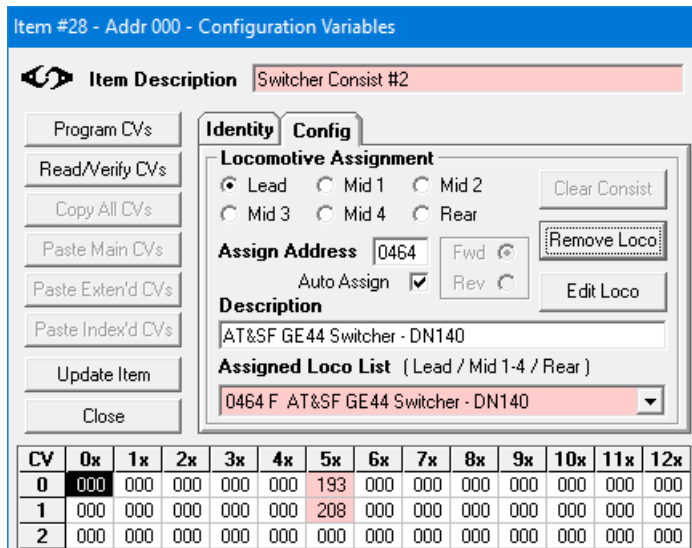 Item #28 - Addr 000 - Configuration Variables
Item Description Switcher Consist #2
Program CVs
Read/Verify CVs
Copy All CVs
Paste Main CVs
Paste Exten'd CVs
Paste Index'd CVs
Update Item
Close
Identity Config
Locomotive Assignment
Lead Mid 1 Mid 2
Mid 3 Mid 4 Rear
Clear Consist
Remove Loco
Edit Loco
Assign Address 0464
Fwd
Rev
Auto Assign
Description
AT&SF GE44 Switcher - DN140
Assigned Loco List ( Lead / Mid 1-4 / Rear )
0464 F AT&SF GE44 Switcher - DN140
CV 0x 1x 2x 3x 4x 5x 6x 7x 8x 9x 10x 11x 12x
0 000 000 000 000 000 193 000 000 000 000 000 000 000
1 000 000 000 000 000 208 000 000 000 000 000 000 000
2 000 000 000 000 000 000 000 000 000 000 000 000 000